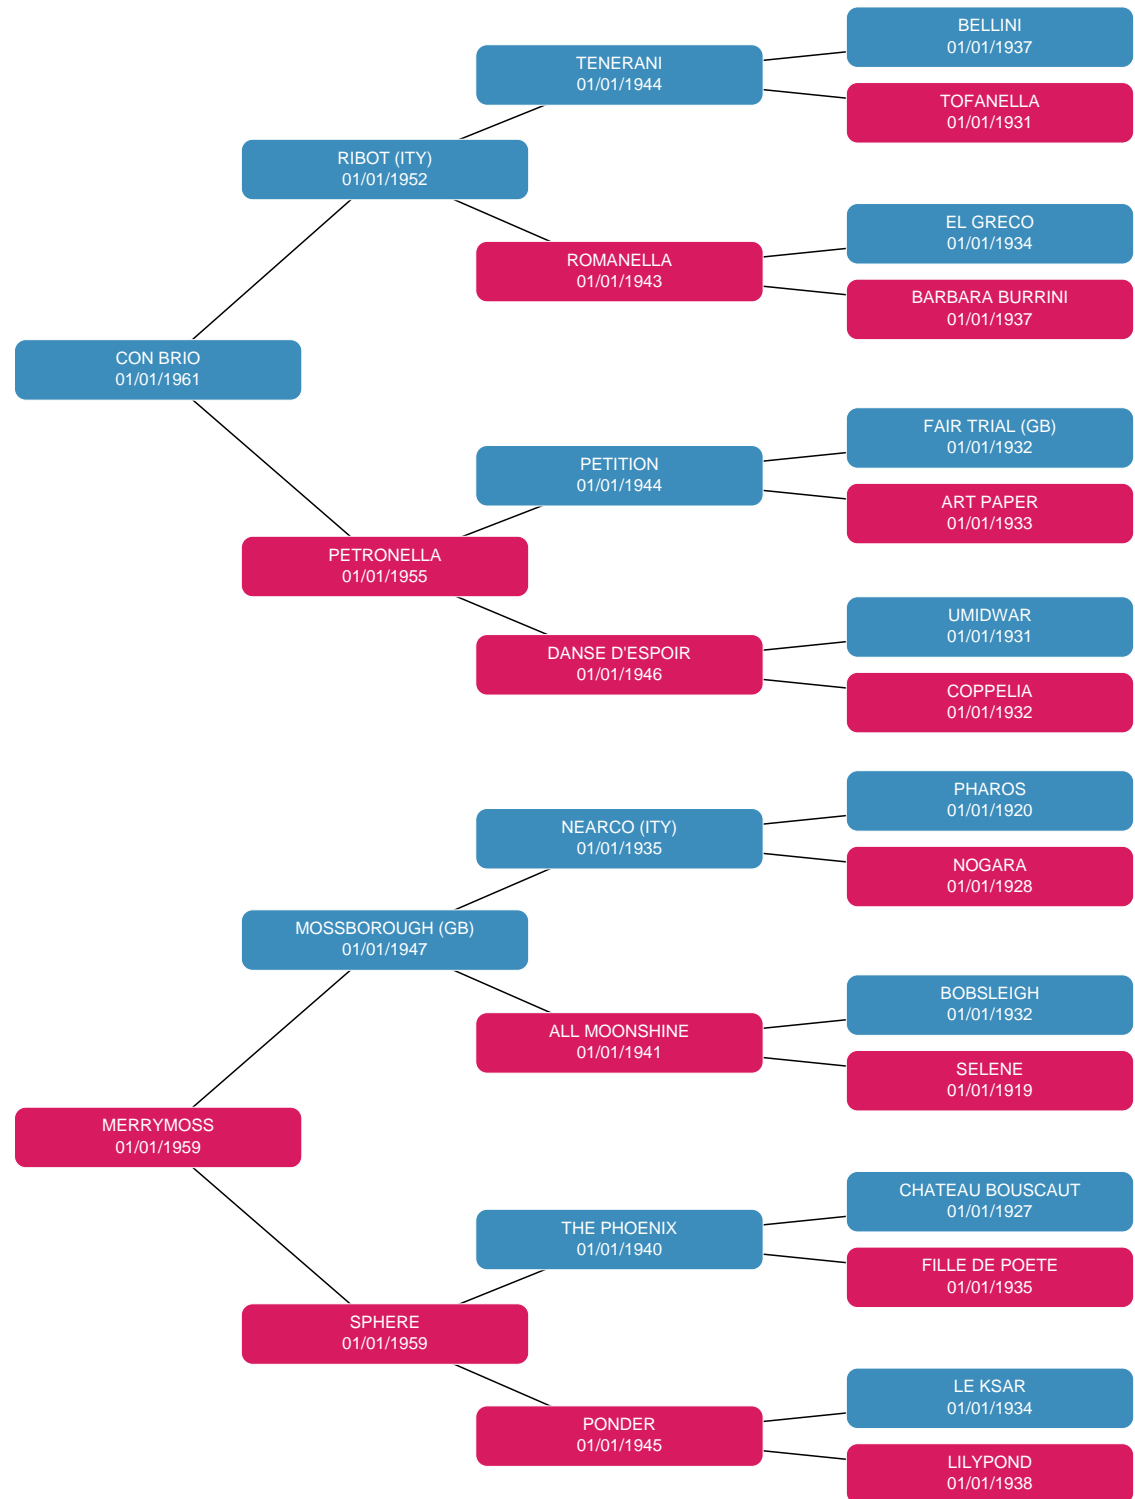 BELLINI
01/01/1937
TENERANI
01/01/1944
TOFANELLA
01/01/1931
RIBOT (ITY)
01/01/1952
EL GRECO
01/01/1934
ROMANELLA
01/01/1943
BARBARA BURRINI
01/01/1937
CON BRIO
01/01/1961
FAIR TRIAL (GB)
01/01/1932
PETITION
01/01/1944
ART PAPER
01/01/1933
PETRONELLA
01/01/1955
UMIDWAR
01/01/1931
DANSE D'ESPOIR
01/01/1946
COPPELIA
01/01/1932
PHAROS
01/01/1920
NEARCO (ITY)
01/01/1935
NOGARA
01/01/1928
MOSSBOROUGH (GB)
01/01/1947
BOBSLEIGH
01/01/1932
ALL MOONSHINE
01/01/1941
SELENE
01/01/1919
MERRYMOSS
01/01/1959
CHATEAU BOUSCAUT
01/01/1927
THE PHOENIX
01/01/1940
FILLE DE POETE
01/01/1935
SPHERE
01/01/1959
LE KSAR
01/01/1934
PONDER
01/01/1945
LILYPOND
01/01/1938